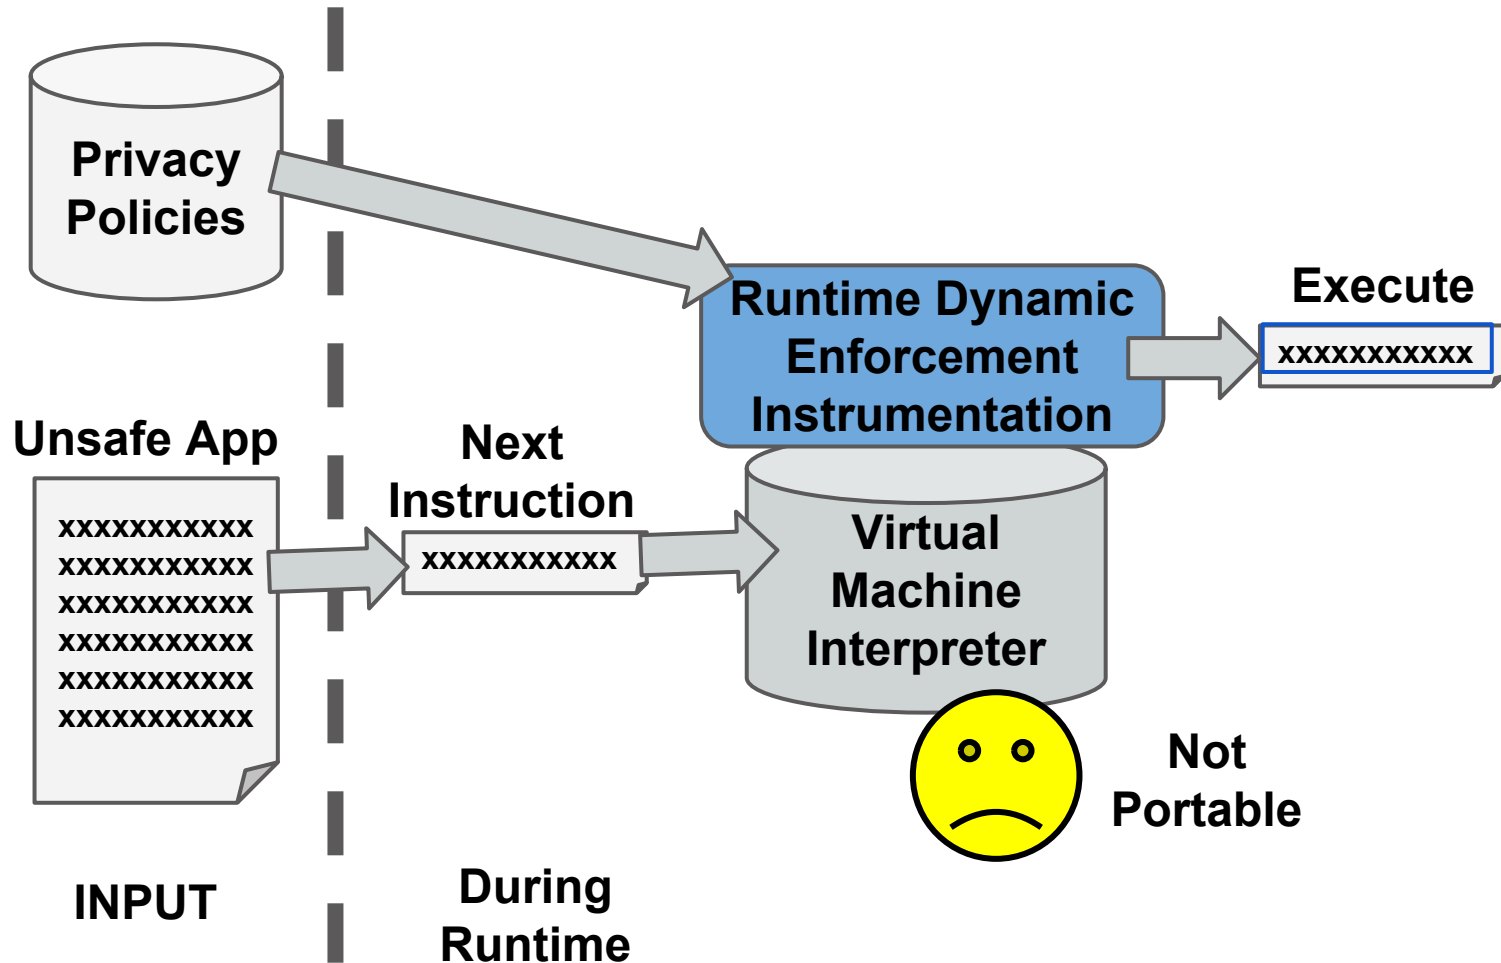 Privacy
Policies
Runtime Dynamic
Enforcement
Instrumentation
Execute
xxxxxxxxxxx
Unsafe App
xxxxxxxxxxx
xxxxxxxxxxx
xxxxxxxxxxx
xxxxxxxxxxx
xxxxxxxxxxx
xxxxxxxxxxx
Next
Instruction
xxxxxxxxxxx
Virtual
Machine
Interpreter
Not
Portable
INPUT
During
Runtime